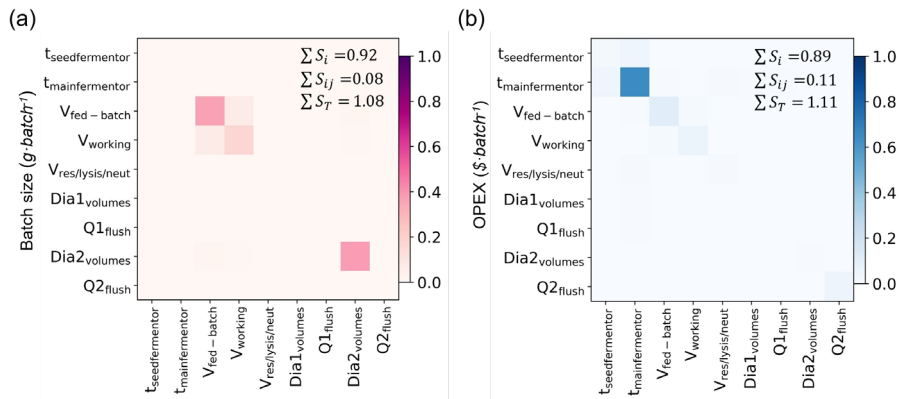 (a)
(b)
Batch size (g·batch⁻¹)
t_seedfermentor
t_mainfermentor
V_fed − batch
V_working
V_res/lysis/neut
Dia1_volumes
Q1_flush
Dia2_volumes
Q2_flush
∑ S_i =0.92
∑ S_ij =0.08
∑ S_T = 1.08
1.0
0.8
0.6
0.4
0.2
0.0
t_seedfermentor
t_mainfermentor
V_fed − batch
V_working
V_res/lysis/neut
Dia1_volumes
Q1_flush
Dia2_volumes
Q2_flush
OPEX ($·batch⁻¹)
t_seedfermentor
t_mainfermentor
V_fed − batch
V_working
V_res/lysis/neut
Dia1_volumes
Q1_flush
Dia2_volumes
Q2_flush
∑ S_i =0.89
∑ S_ij =0.11
∑ S_T = 1.11
1.0
0.8
0.6
0.4
0.2
0.0
t_seedfermentor
t_mainfermentor
V_fed − batch
V_working
V_res/lysis/neut
Dia1_volumes
Q1_flush
Dia2_volumes
Q2_flush